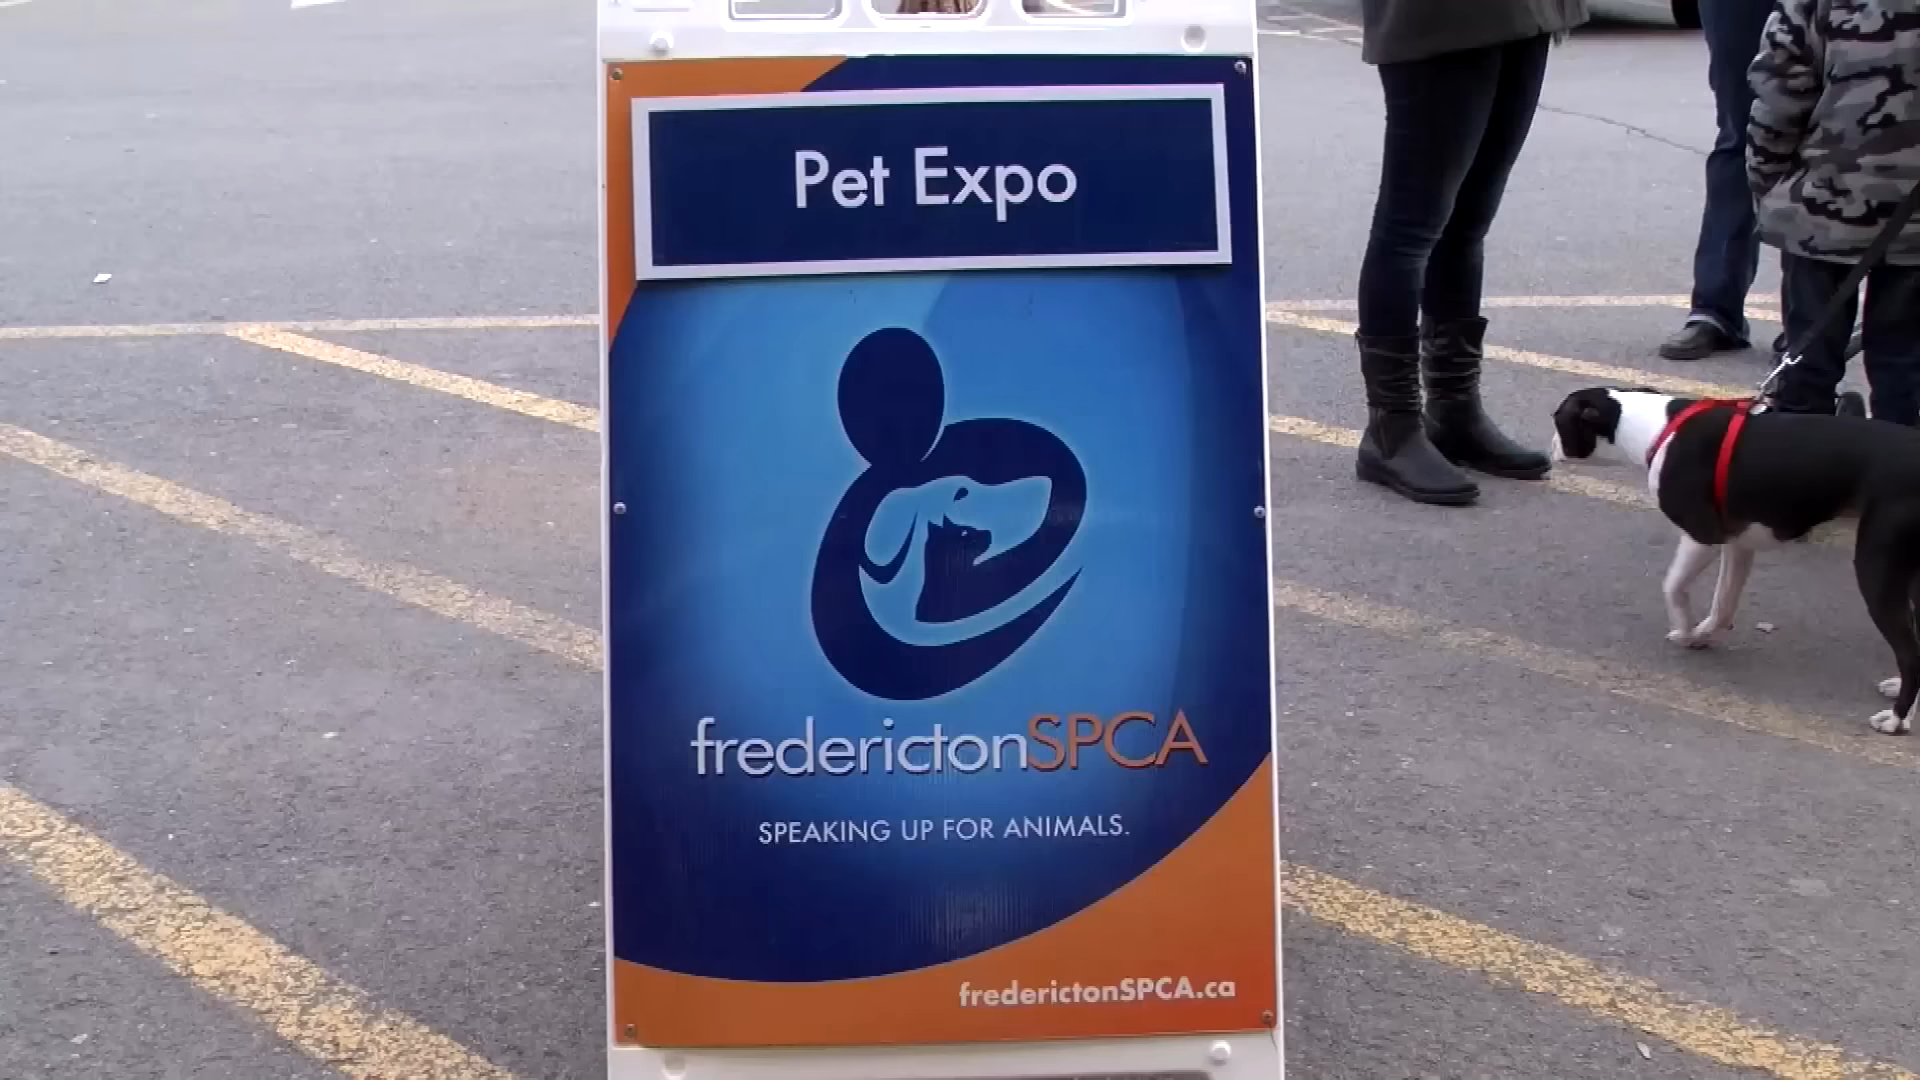 Pet Expo
frederictonSPCA
SPEAKING UP FOR ANIMALS.
frederictonSPCA.ca